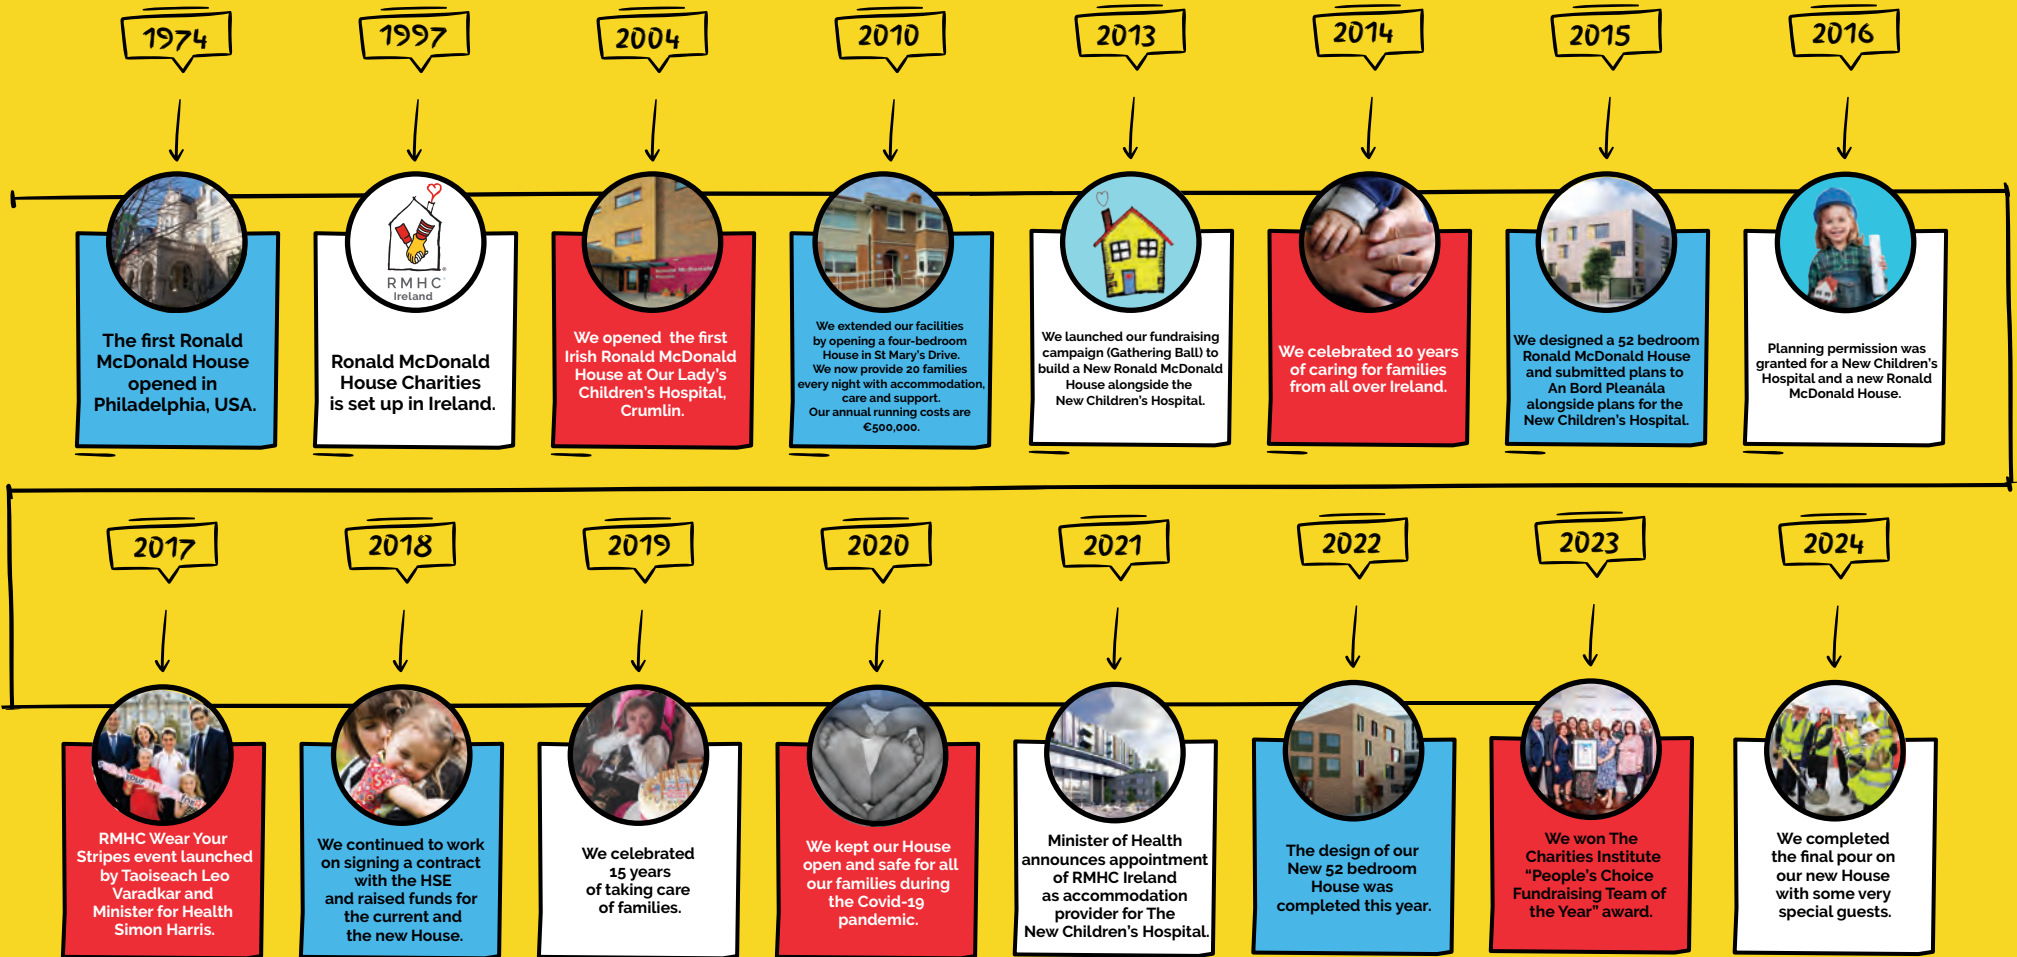 1974
1997
2004
2010
2013
2014
2015
2016
RMHC
Ireland
The first Ronald
McDonald House
opened in
Philadelphia, USA.
Ronald McDonald
House Charities
is set up in Ireland.
We opened the first
Irish Ronald McDonald
House at Our Lady's
Children's Hospital,
Crumlin.
We extended our facilities
by opening a four-bedroom
House in St Mary's Drive.
We now provide 20 families
every night with accommodation,
care and support.
Our annual running costs are
€500,000.
We launched our fundraising
campaign (Gathering Ball) to
build a New Ronald McDonald
House alongside the
New Children's Hospital.
We celebrated 10 years
of caring for families
from all over Ireland.
We designed a 52 bedroom
Ronald McDonald House
and submitted plans to
An Bord Pleanála
alongside plans for the
New Children's Hospital.
Planning permission was
granted for a New Children's
Hospital and a new Ronald
McDonald House.
2017
2018
2019
2020
2021
2022
2023
2024
RMHC Wear Your
Stripes event launched
by Taoiseach Leo
Varadkar and
Minister for Health
Simon Harris.
We continued to work
on signing a contract
with the HSE
and raised funds for
the current and
the new House.
We celebrated
15 years
of taking care
of families.
We kept our House
open and safe for all
our families during
the Covid-19
pandemic.
Minister of Health
announces appointment
of RMHC Ireland
as accommodation
provider for The
New Children's Hospital.
The design of our
New 52 bedroom
House was
completed this year.
We won The
Charities Institute
“People's Choice
Fundraising Team of
the Year” award.
We completed
the final pour on
our new House
with some very
special guests.